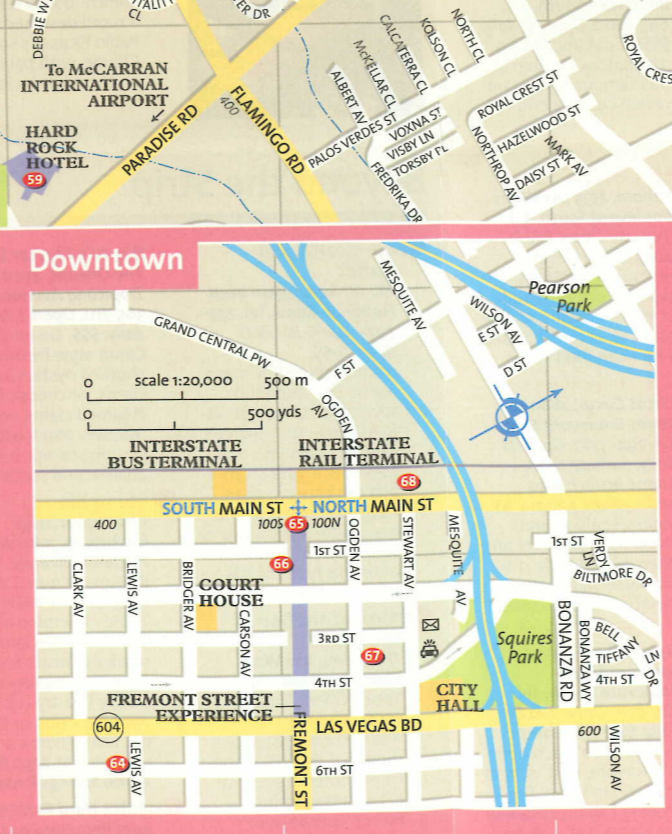 DEBBIE W
CL
ER DR
To McCARRAN
INTERNATIONAL
AIRPORT
HARD
ROCK
HOTEL
59
PARADISE RD
400
FLAMINGO RD
ALBERT AV
McKELLAR CL
CALCATERRA CL
KOLSON CL
NORTH CL
ROYAL CRES
PALOS VERDES ST
VOXNA ST
VISBY LN
TORSBY PL
FREDRIKA DR
ROYAL CREST ST
HAZELWOOD ST
NORTHROP AV
MARK AV
DAISY ST
Downtown
GRAND CENTRAL PW
F ST
MESQUITE AV
WILSON AV
E ST
D ST
Pearson
Park
0 scale 1:20,000 500 m
0 500 yds
OGDEN
AV
INTERSTATE
BUS TERMINAL
INTERSTATE
RAIL TERMINAL
68
SOUTH MAIN ST
NORTH MAIN ST
400
100S
65
100N
1ST ST
66
CLARK AV
LEWIS AV
BRIDGER AV
COURT
HOUSE
CARSON AV
OGDEN AV
STEWART AV
MESQUITE
AV
1ST ST
VERDY
LN
BILTMORE DR
3RD ST
67
4TH ST
Squires
Park
BONANZA RD
BONANZA WY
BELL
DR
TIFFANY
LN
4TH ST
CITY
HALL
FREMONT STREET
EXPERIENCE
604
FREMONT ST
LAS VEGAS BD
600
WILSON AV
64
LEWIS AV
6TH ST